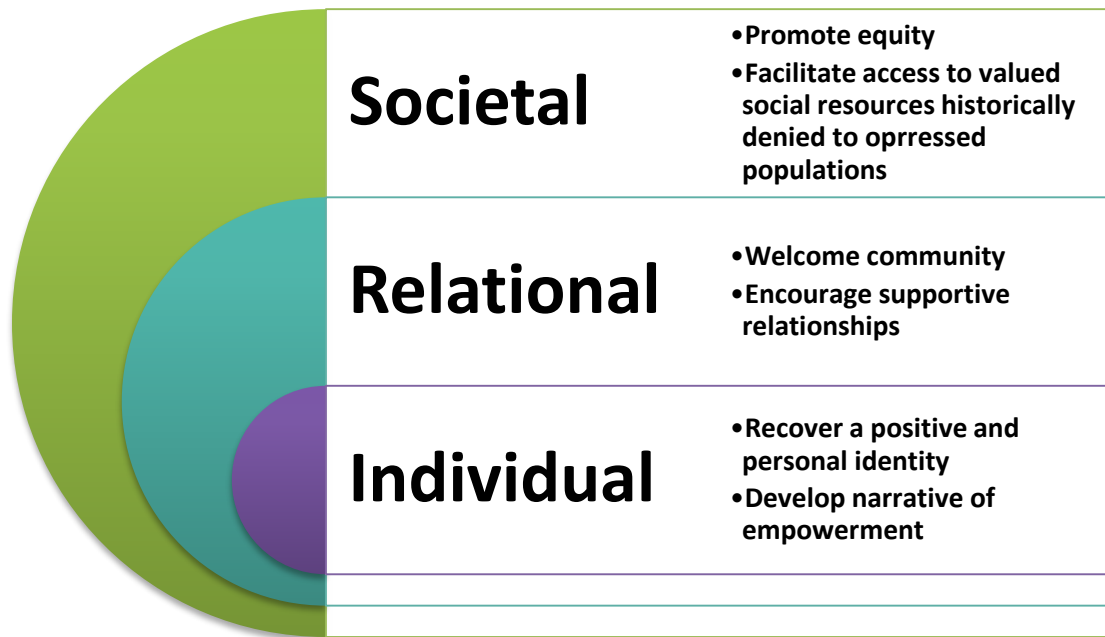 Societal
•Promote equity
•Facilitate access to valued
social resources historically
denied to oprressed
populations
Relational
•Welcome community
•Encourage supportive
relationships
Individual
•Recover a positive and
personal identity
•Develop narrative of
empowerment